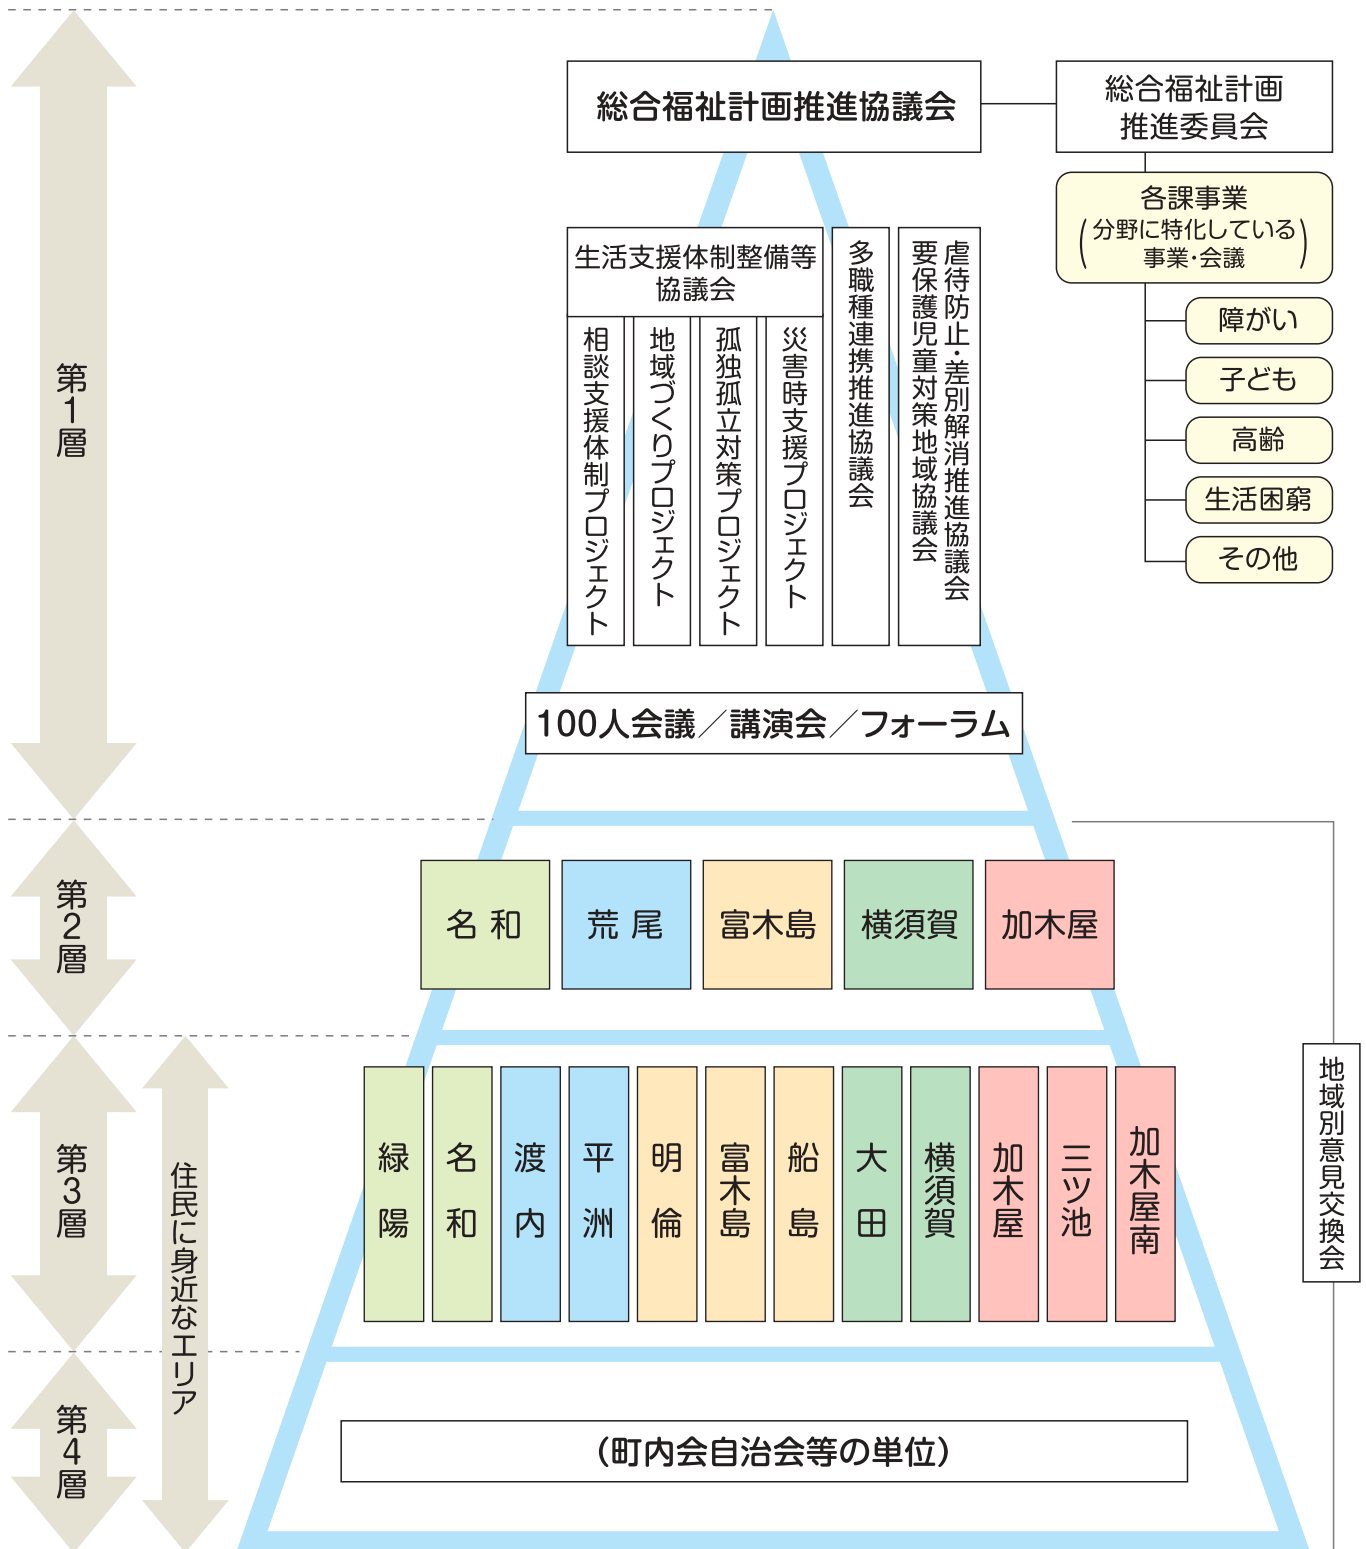 総合福祉計画推進協議会
総合福祉計画
推進委員会
各課事業
(分野に特化している
事業・会議)
障がい
子ども
高齢
生活困窮
その他
生活支援体制整備等
協議会
相談支援体制プロジェクト
地域づくりプロジェクト
孤独孤立対策プロジェクト
災害時支援プロジェクト
多職種連携推進協議会
虐待防止・差別解消推進協議会
要保護児童対策地域協議会
100人会議／講演会／フォーラム
第1層
第2層
名和
荒尾
富木島
横須賀
加木屋
第3層
住民に身近なエリア
緑陽
名和
渡内
平洲
明倫
富木島
船島
大田
横須賀
加木屋
三ツ池
加木屋南
地域別意見交換会
第4層
(町内会自治会等の単位)